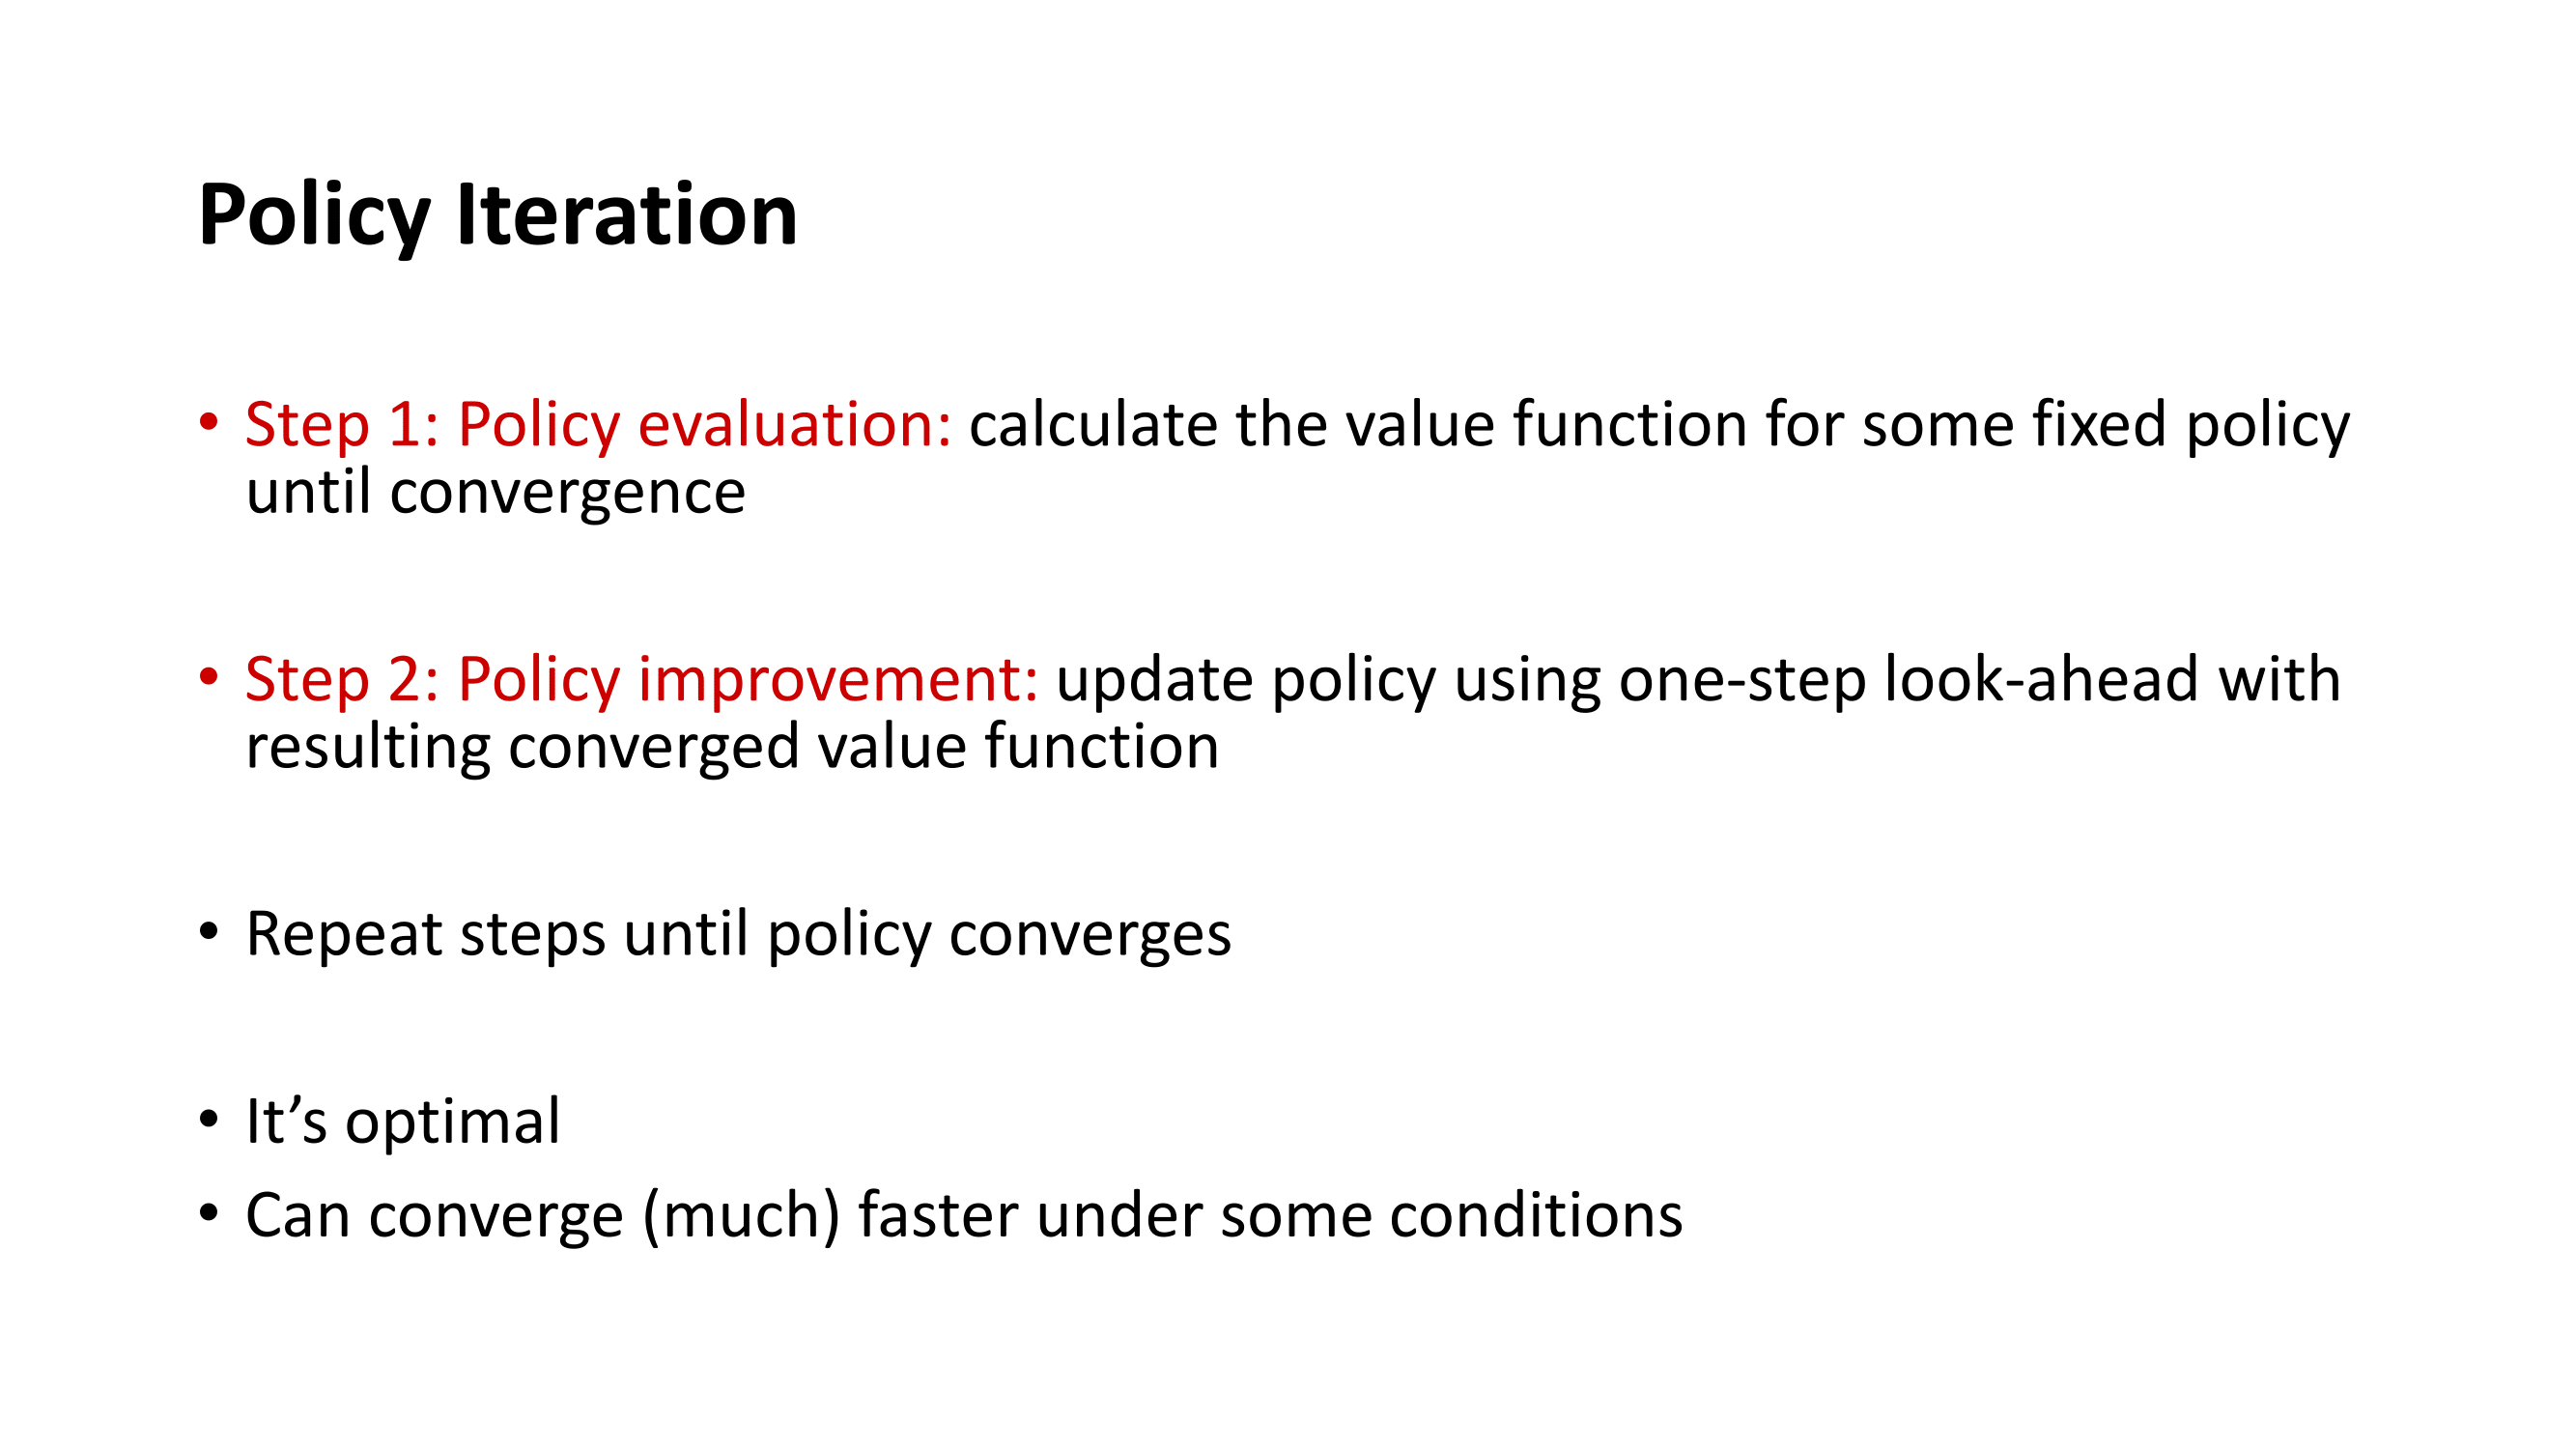 Policy Iteration
• Step 1: Policy evaluation: calculate the value function for some fixed policy
until convergence
• Step 2: Policy improvement: update policy using one-step look-ahead with
resulting converged value function
• Repeat steps until policy converges
• It’s optimal
• Can converge (much) faster under some conditions